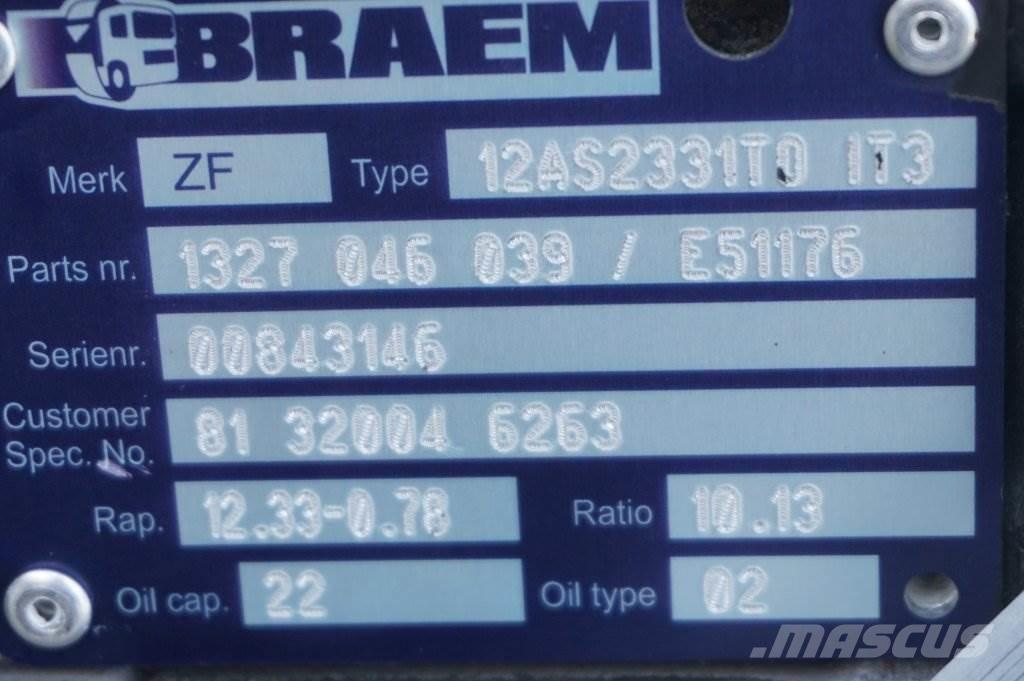 BRAEM
Merk ZF Type 12AS2331TO IT3
Parts nr. 1327 046 039 / E51176
Serienr. 00843146
Customer Spec. No. 81 32004 6263
Rap. 12.33-0.78 Ratio 10.13
Oil cap. 22 Oil type 02
.MASCUS